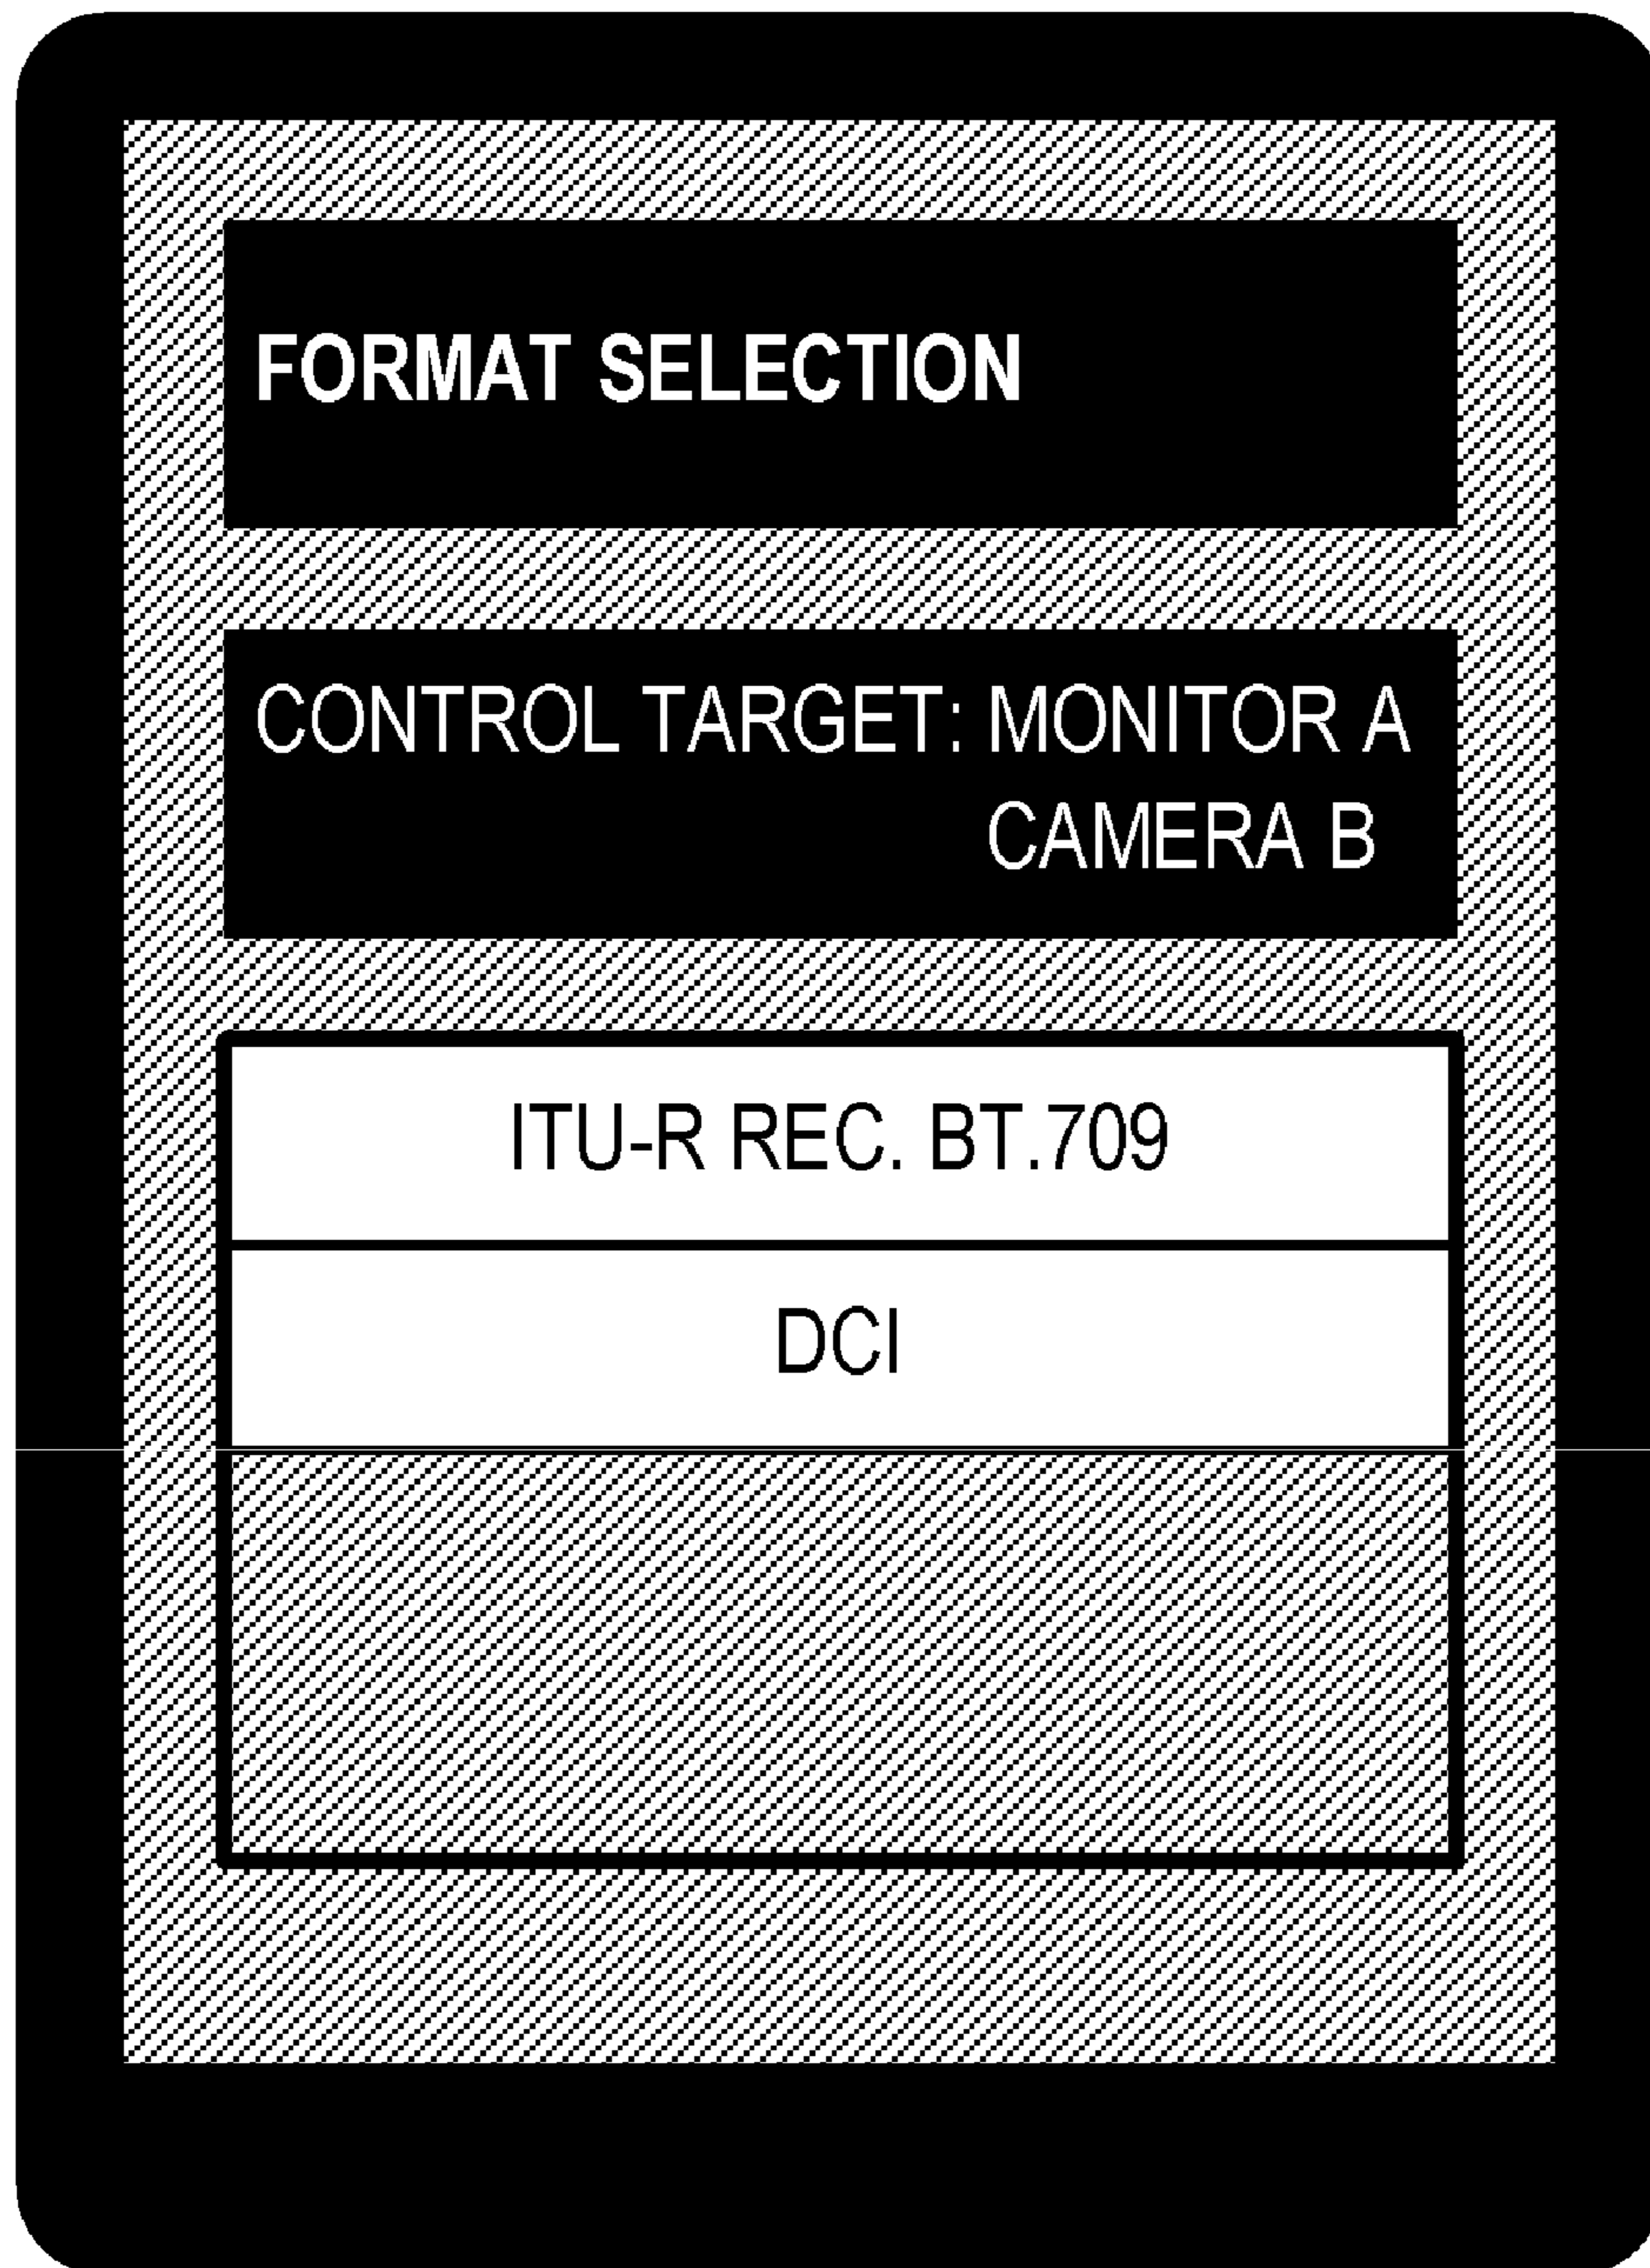 FORMAT SELECTION
CONTROL TARGET: MONITOR A
CAMERA B
ITU-R REC. BT.709
DCI